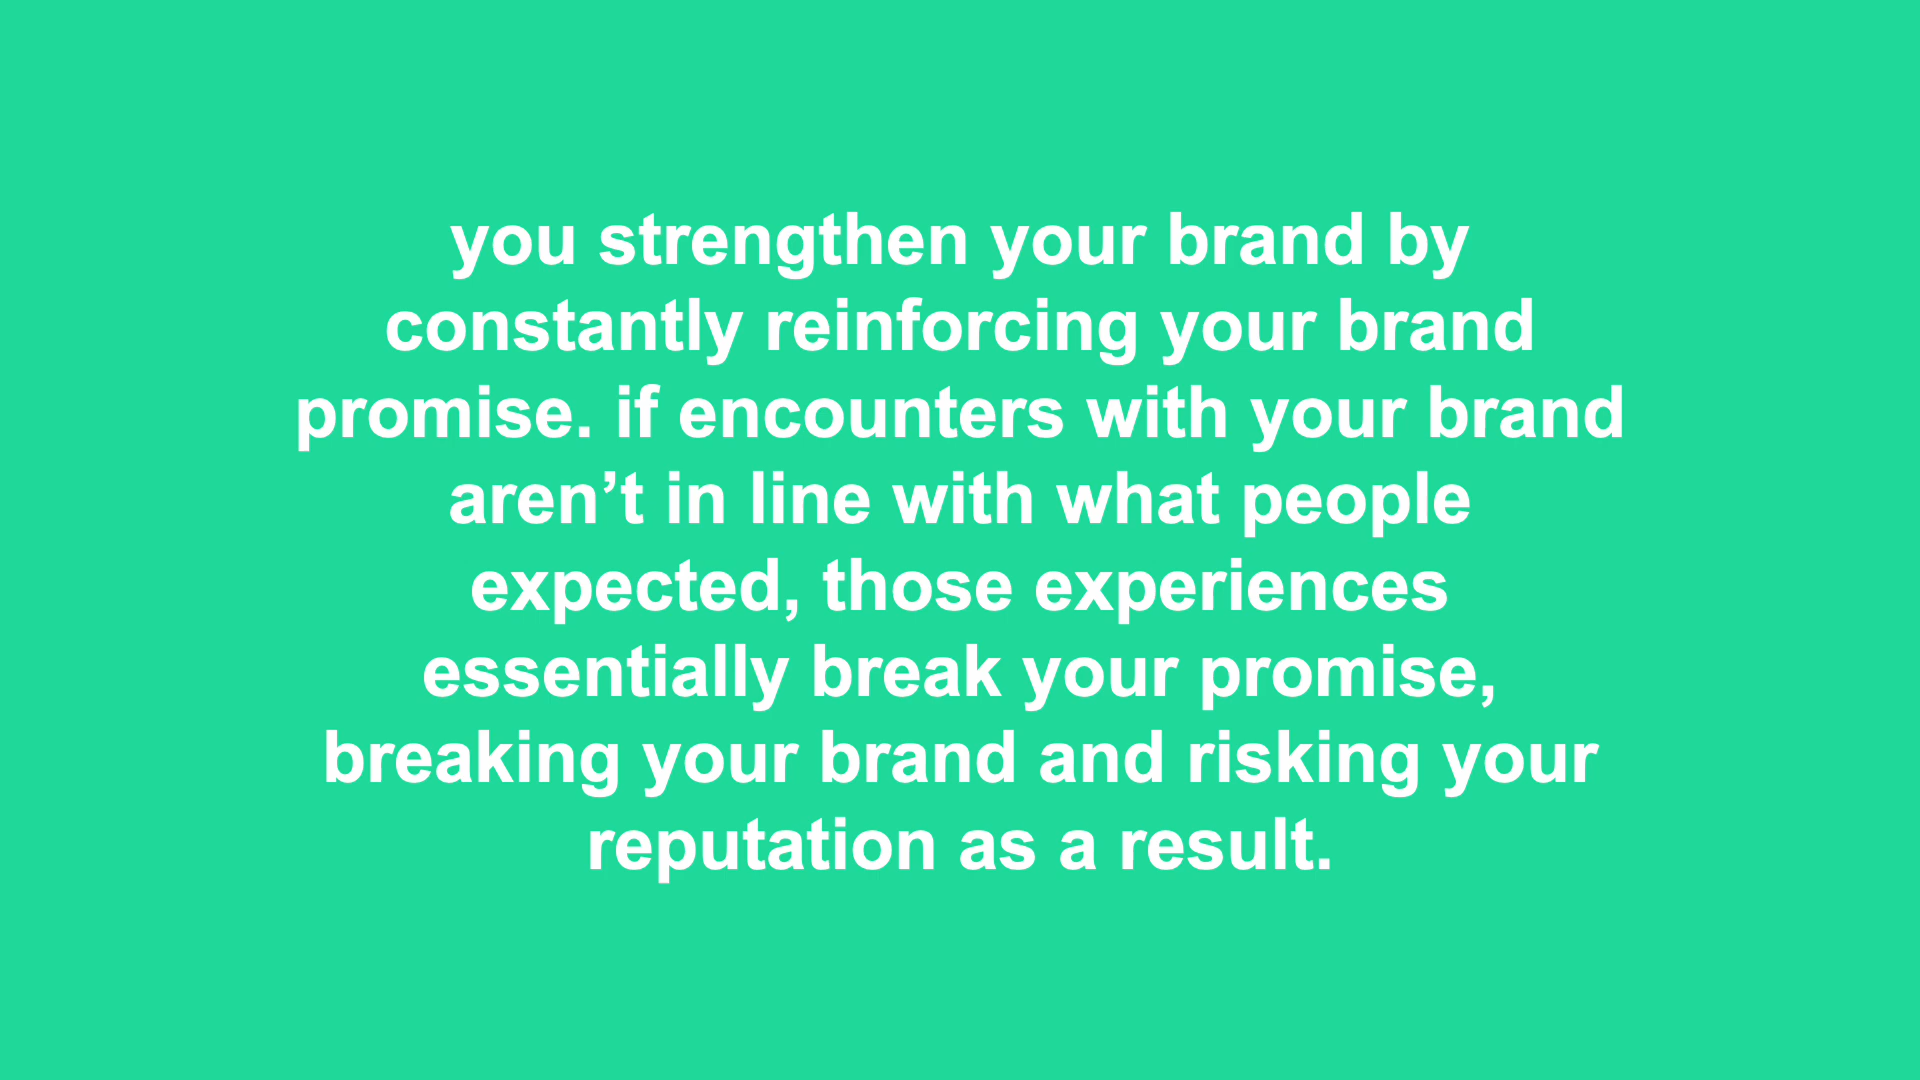 you strengthen your brand by
constantly reinforcing your brand
promise. if encounters with your brand
aren’t in line with what people
expected, those experiences
essentially break your promise,
breaking your brand and risking your
reputation as a result.